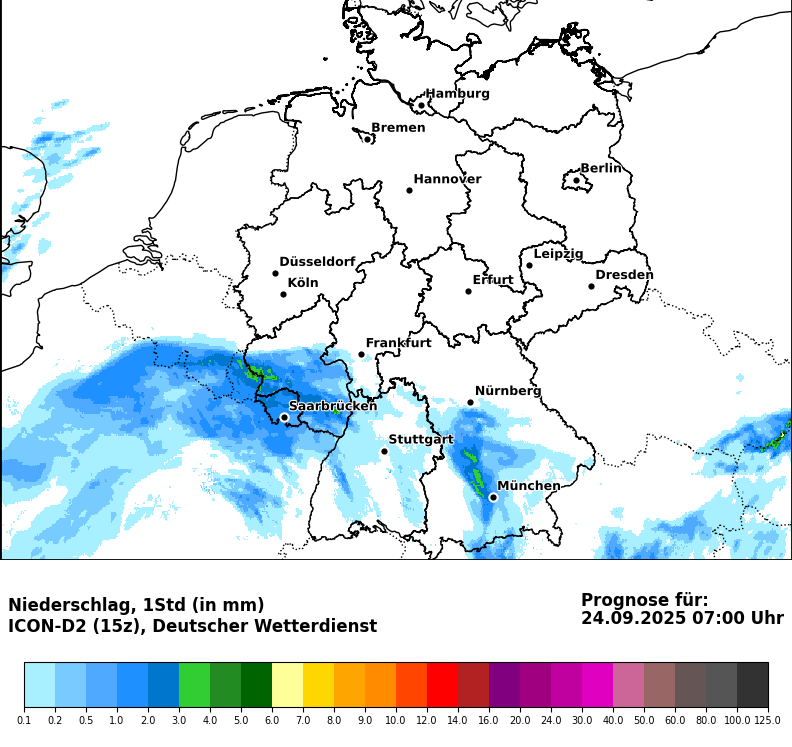 Hamburg
Bremen
Berlin
Hannover
Leipzig
Düsseldorf
Dresden
Köln
Erfurt
Frankfurt
Nürnberg
Saarbrücken
Stuttgart
München
Niederschlag, 1Std (in mm)
ICON-D2 (15z), Deutscher Wetterdienst
Prognose für:
24.09.2025 07:00 Uhr
0.1 0.2 0.5 1.0 2.0 3.0 4.0 5.0 6.0 7.0 8.0 9.0 10.0 12.0 14.0 16.0 20.0 24.0 30.0 40.0 50.0 60.0 80.0 100.0 125.0